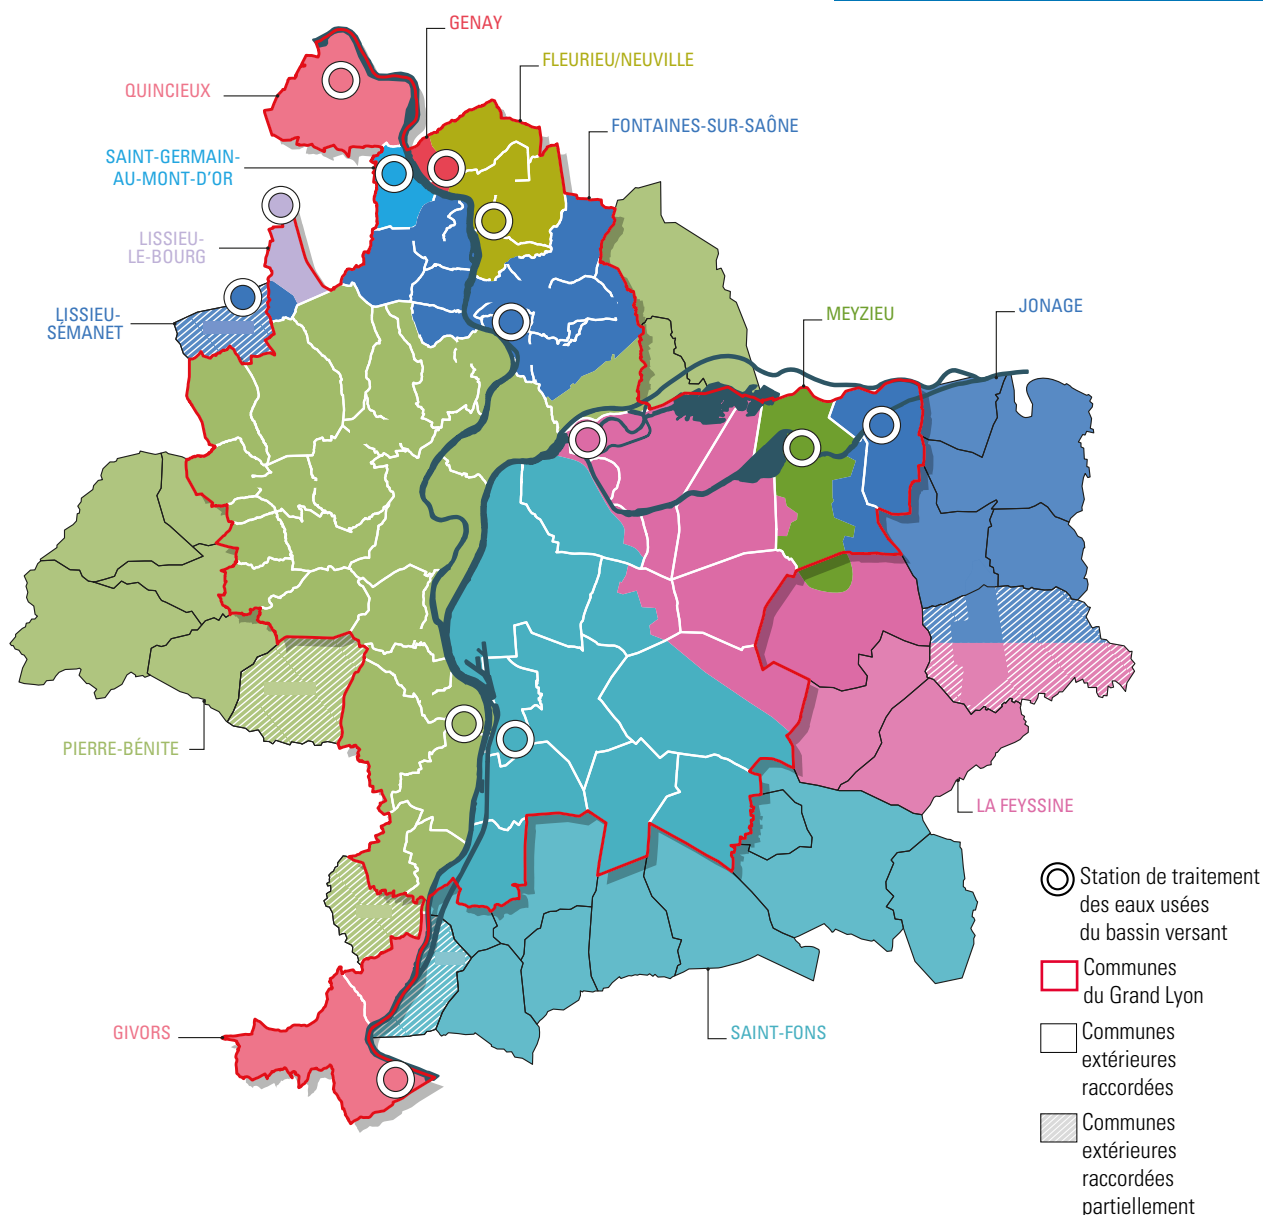 GENAY
FLEURIEU/NEUVILLE
QUINCIEUX
FONTAINES-SUR-SAÔNE
SAINT-GERMAIN-
AU-MONT-D'OR
LISSIEU-
LE-BOURG
LISSIEU-
SÉMANET
MEYZIEU
JONAGE
PIERRE-BÉNITE
LA FEYSSINE
GIVORS
SAINT-FONS
Station de traitement
des eaux usées
du bassin versant
Communes
du Grand Lyon
Communes
extérieures
raccordées
Communes
extérieures
raccordées
partiellement